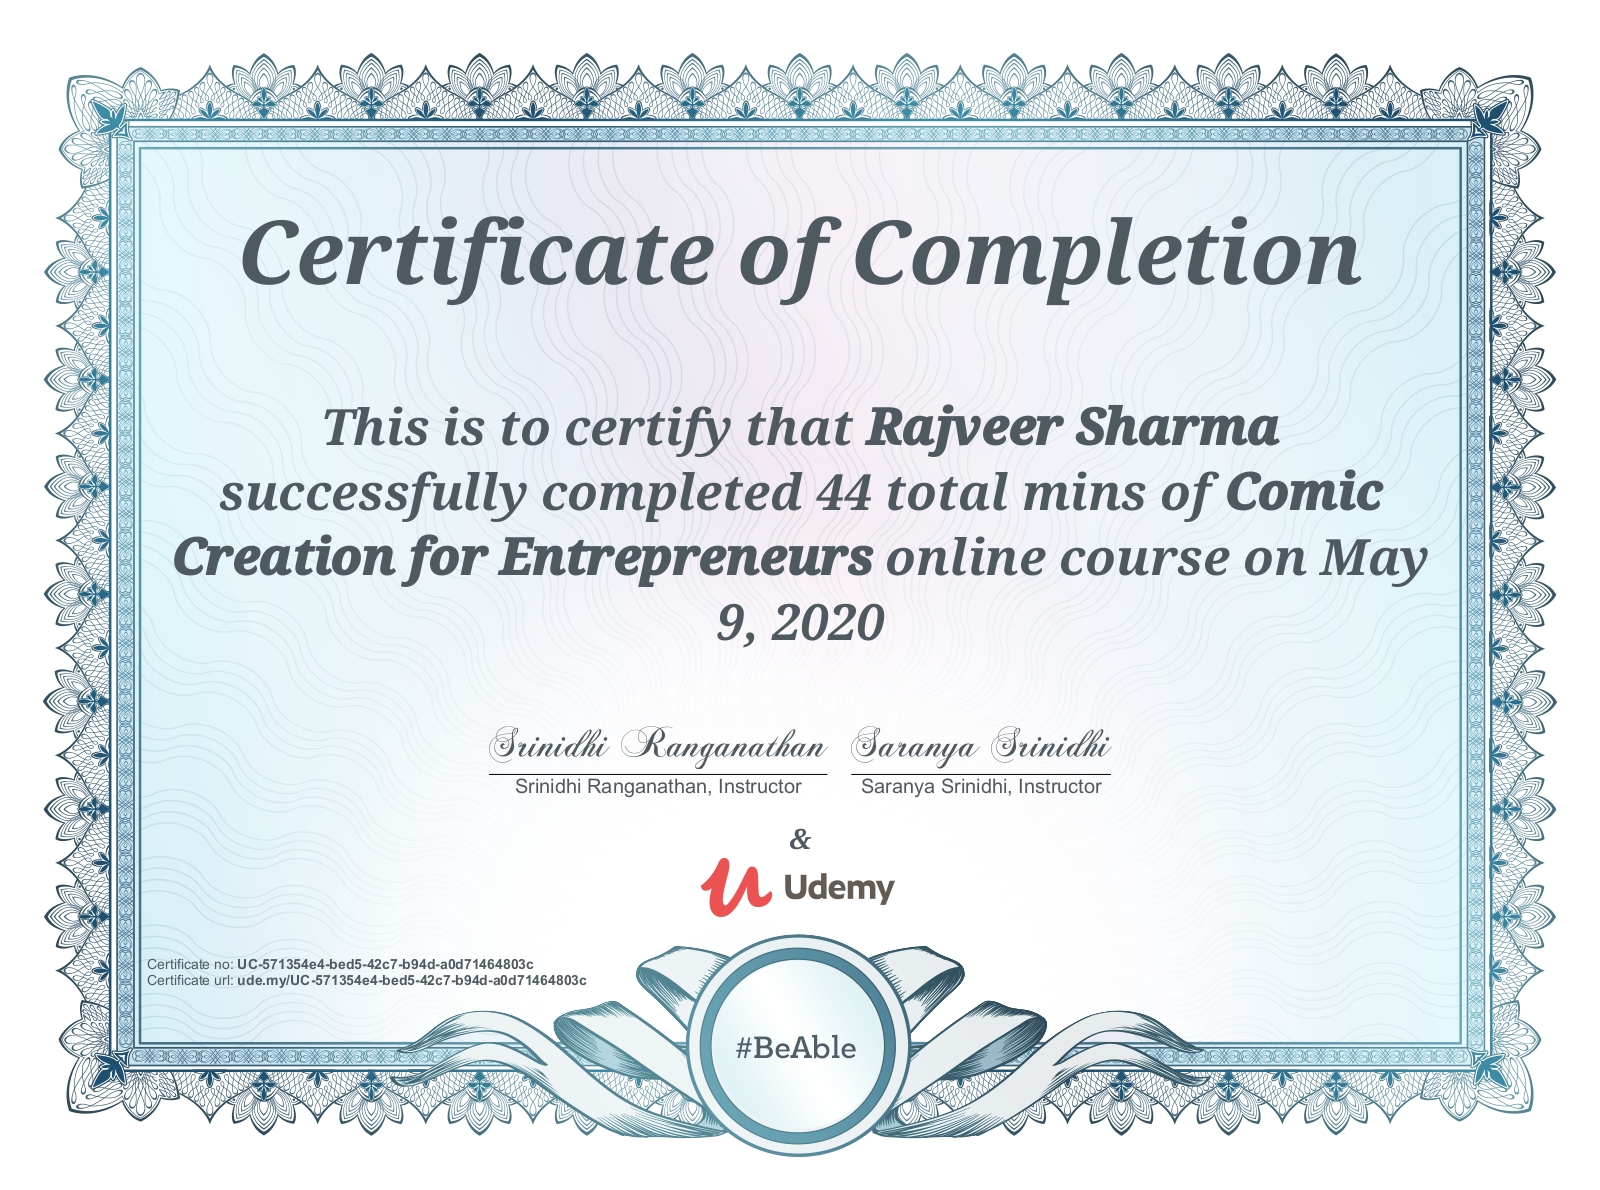 Certificate of Completion
This is to certify that Rajveer Sharma
successfully completed 44 total mins of Comic
Creation for Entrepreneurs online course on May
9, 2020
Srinidhi Ranganathan Saranya Srinidhi
Srinidhi Ranganathan, Instructor Saranya Srinidhi, Instructor
&
Udemy
Certificate no: UC-571354e4-bed5-42c7-b94d-a0d71464803c
Certificate url: ude.my/UC-571354e4-bed5-42c7-b94d-a0d71464803c
#BeAble